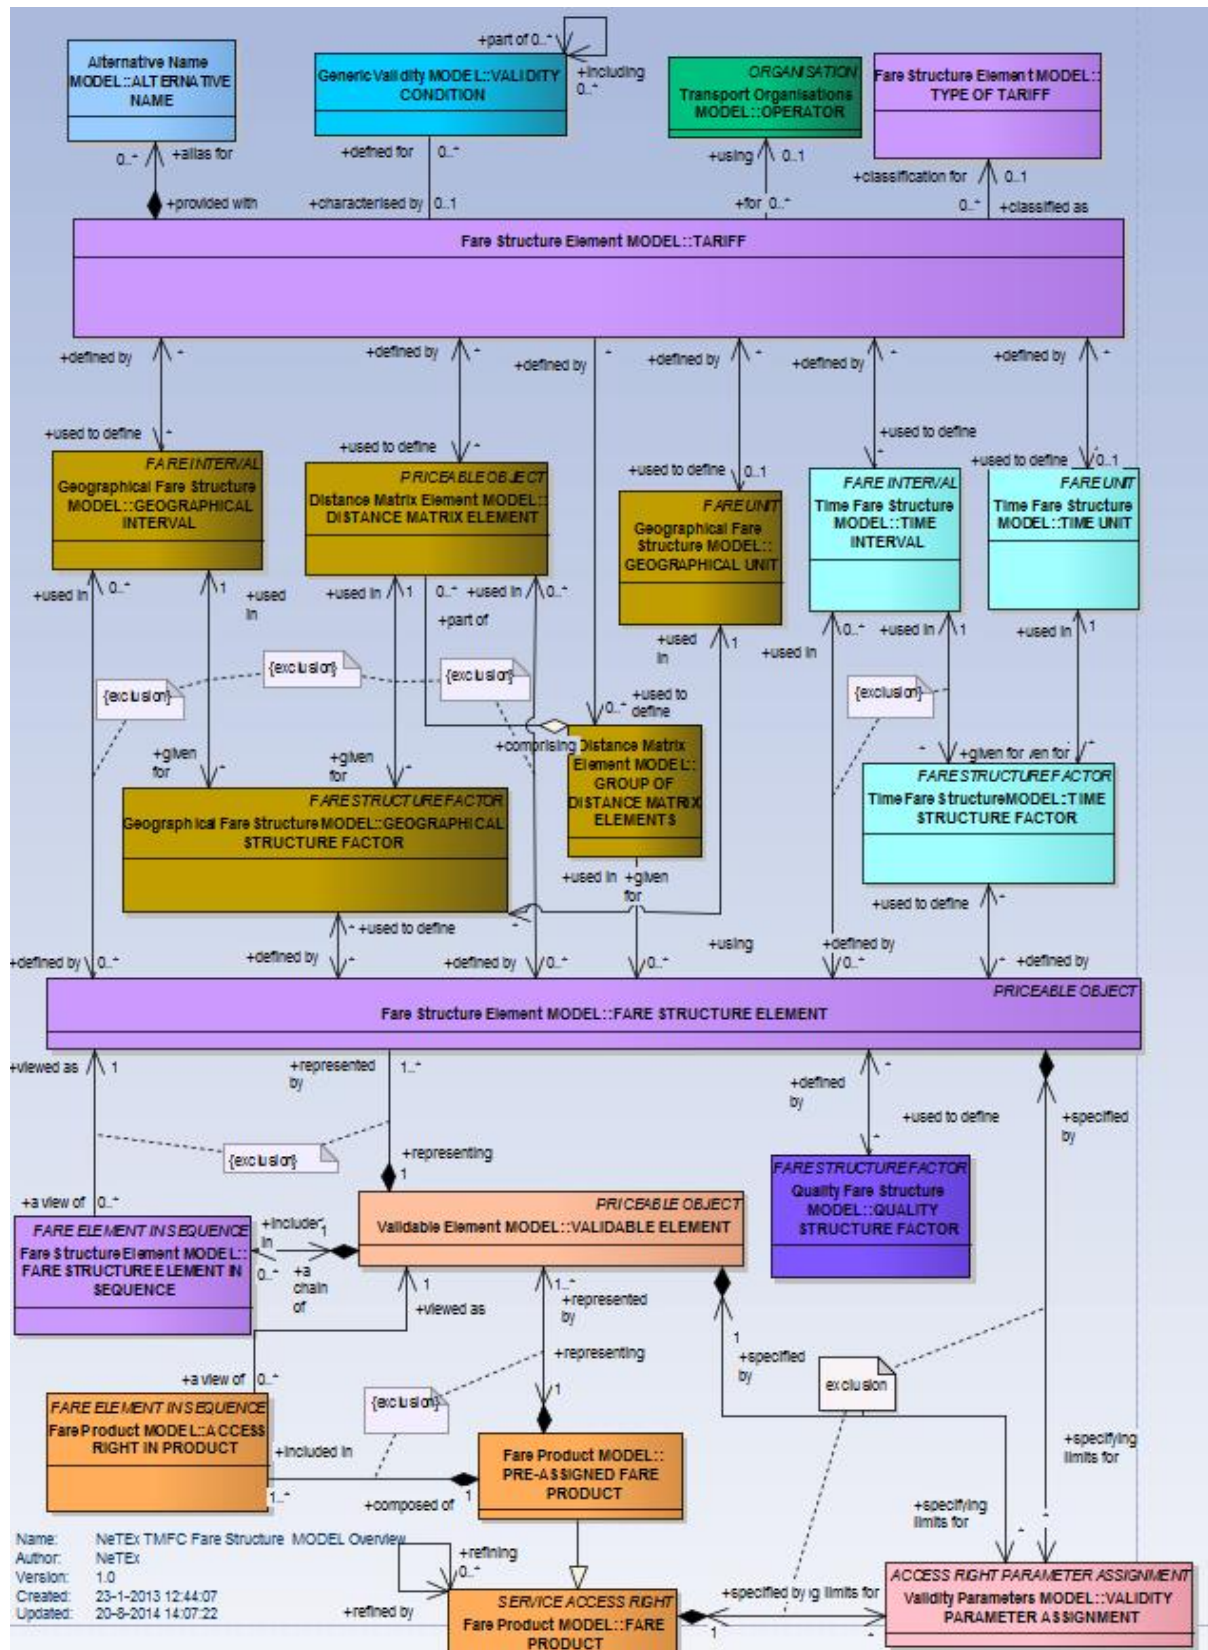 +part of 0..*
+including
0..*
Alternative Name
MODEL::ALTERNATIVE
NAME
Generic Validity MODEL::VALIDITY
CONDITION
ORGANISATION
Transport Organisations
MODEL::OPERATOR
Fare Structure Element MODEL::
TYPE OF TARIFF
0..*
+alias for
+defined for
0..*
+using
0..1
+classification for
0..1
+provided with
+characterised by
0..1
+for 0..*
0..*
+classified as
Fare Structure Element MODEL::TARIFF
+defined by
*
+defined by
*
+defined by
*
+defined by
*
+defined by
*
+defined by
*
+used to define
*
+used to define
*
+used to define
0..1
+used to define
*
+used to define
0..1
FARE INTERVAL
Geographical Fare Structure
MODEL::GEOGRAPHICAL
INTERVAL
PRICEABLE OBJECT
Distance Matrix Element MODEL::
DISTANCE MATRIX ELEMENT
FARE UNIT
Geographical Fare
Structure MODEL::
GEOGRAPHICAL UNIT
FARE INTERVAL
Time Fare Structure
MODEL::TIME
INTERVAL
FARE UNIT
Time Fare Structure
MODEL::TIME UNIT
+used in
0..*
1
+used
in
+used in
1
0..*
+used in
0..*
+part of
+used
in
1
+used in
0..*
+used in
1
+used in
1
{exclusion}
{exclusion}
{exclusion}
{exclusion}
0..*
+used to
define
+given
for
*
+given
for
*
+comprising
Distance Matrix
Element MODEL::
GROUP OF
DISTANCE MATRIX
ELEMENTS
*
+given for
ven for
*
FARE STRUCTURE FACTOR
Geographical Fare Structure MODEL::GEOGRAPHICAL
STRUCTURE FACTOR
FARE STRUCTURE FACTOR
Time Fare StructureMODEL::TIME
STRUCTURE FACTOR
+used in
+given
for
*
*
+used to define
*
+used to define
+using
+defined by
0..*
+defined by
*
+defined by
0..*
0..*
+defined by
0..*
*
+defined by
PRICEABLE OBJECT
Fare Structure Element MODEL::FARE STRUCTURE ELEMENT
+viewed as
1
+represented
by
1..*
+defined
by
*
*
+specified
by
+used to define
*
{exclusion}
+representing
1
+a view of
0..*
FARE STRUCTURE FACTOR
Quality Fare Structure
MODEL::QUALITY
STRUCTURE FACTOR
PRICEABLE OBJECT
Validable Element MODEL::VALIDABLE ELEMENT
FARE ELEMENT IN SEQUENCE
Fare Structure Element MODEL::
FARE STRUCTURE ELEMENT IN
SEQUENCE
+included
in
1
0..*
+a
chain
of
1
+viewed as
1..*
+represented
by
+representing
1
1
+specified
by
exclusion
+a view of
0..*
{exclusion}
FARE ELEMENT IN SEQUENCE
Fare Product MODEL::ACCESS
RIGHT IN PRODUCT
+included in
1..*
+composed of
1
Fare Product MODEL::
PRE-ASSIGNED FARE
PRODUCT
+specifying
limits for
+specifying
limits for
*
*
Name: NeTEx TMFC Fare Structure MODEL Overview
Author: NeTEx
Version: 1.0
Created: 23-1-2013 12:44:07
Updated: 20-8-2014 14:07:22
+refining
0..*
+refined by
SERVICE ACCESS RIGHT
Fare Product MODEL::FARE
PRODUCT
+specified by
g limits for
1
*
ACCESS RIGHT PARAMETER ASSIGNMENT
Validity Parameters MODEL::VALIDITY
PARAMETER ASSIGNMENT